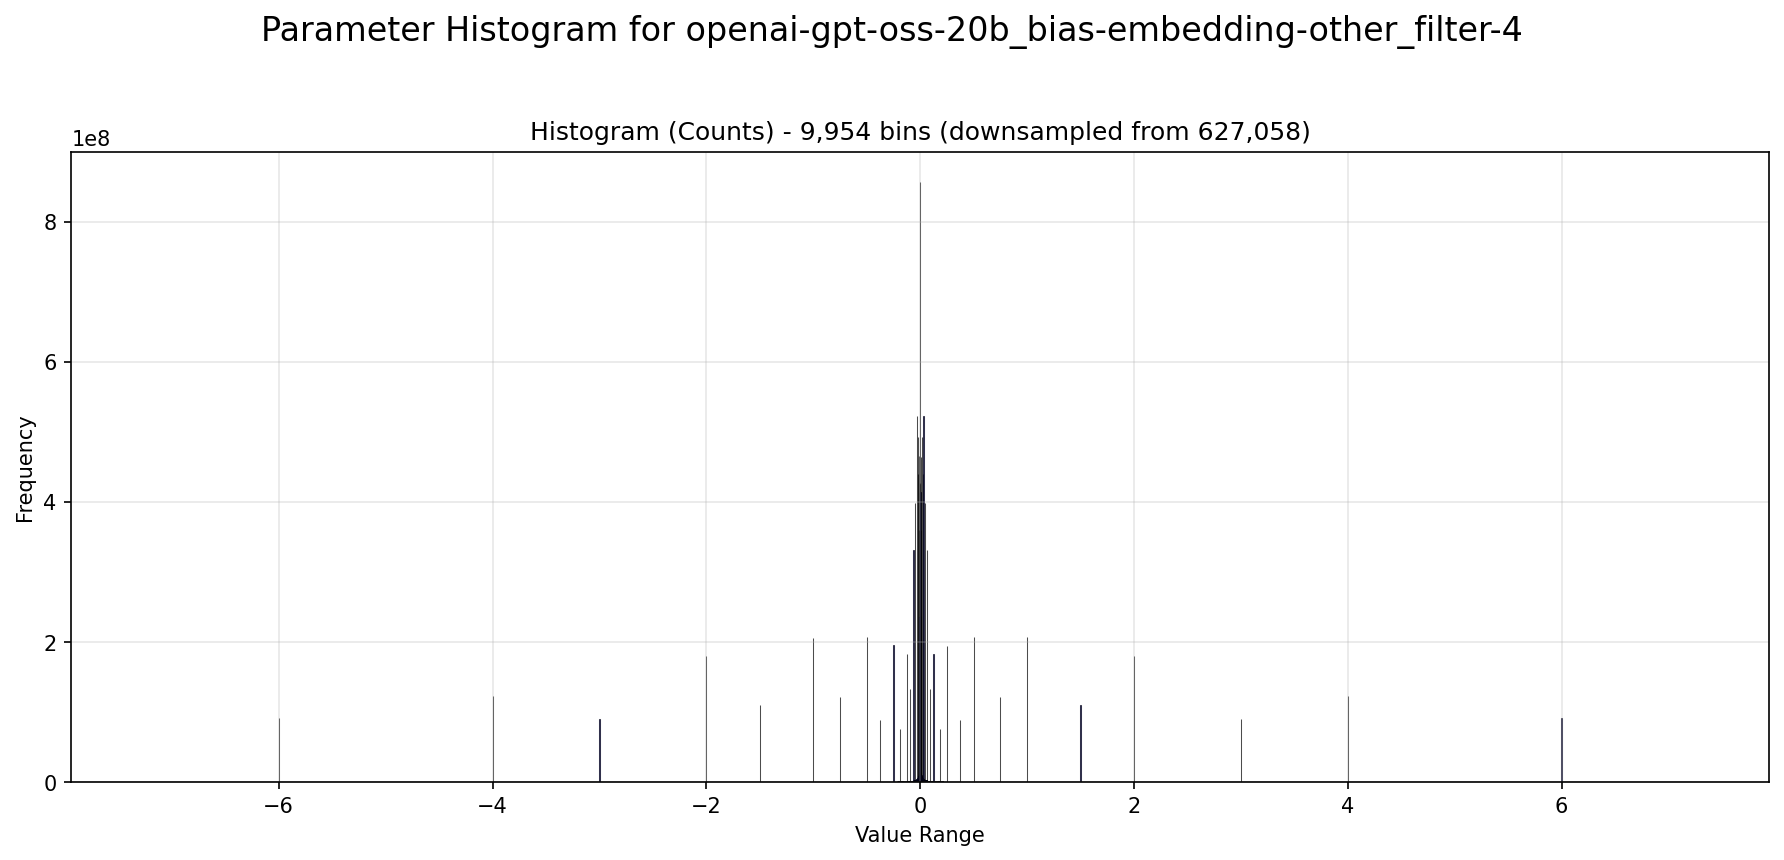 Parameter Histogram for openai-gpt-oss-20b_bias-embedding-other_filter-4
Histogram (Counts) - 9,954 bins (downsampled from 627,058)
1e8
8
6
4
2
0
Frequency
−6
−4
−2
0
2
4
6
Value Range